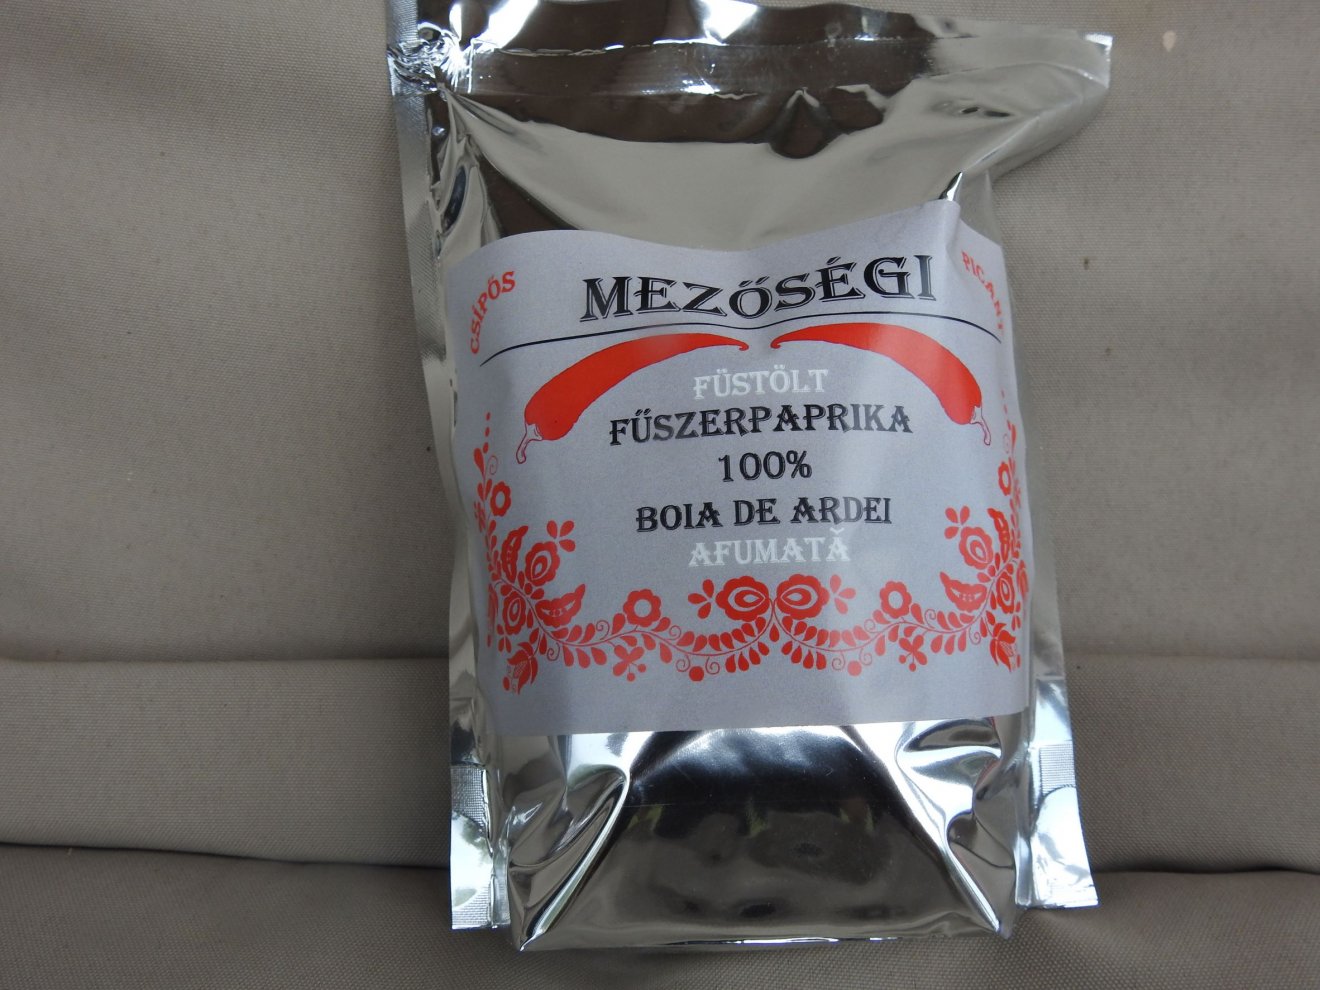 CSÍPŐS
MEZŐSÉGI
PICANT
FÜSTÖLT
FŰSZERPAPRIKA
100%
BOIA DE ARDEI
AFUMATĂ